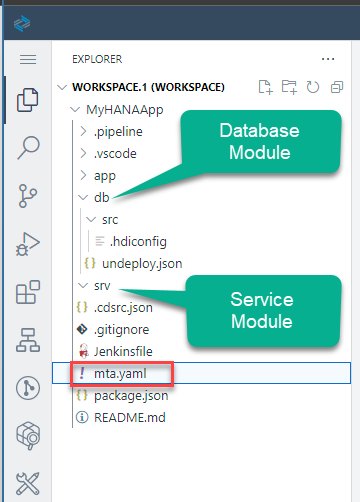 EXPLORER
WORKSPACE.1 (WORKSPACE)
MyHANAApp
.pipeline
.vscode
app
db
Database
Module
src
.hdiconfig
undeploy.json
srv
Service
Module
.cdsrc.json
.gitignore
Jenkinsfile
mta.yaml
package.json
README.md